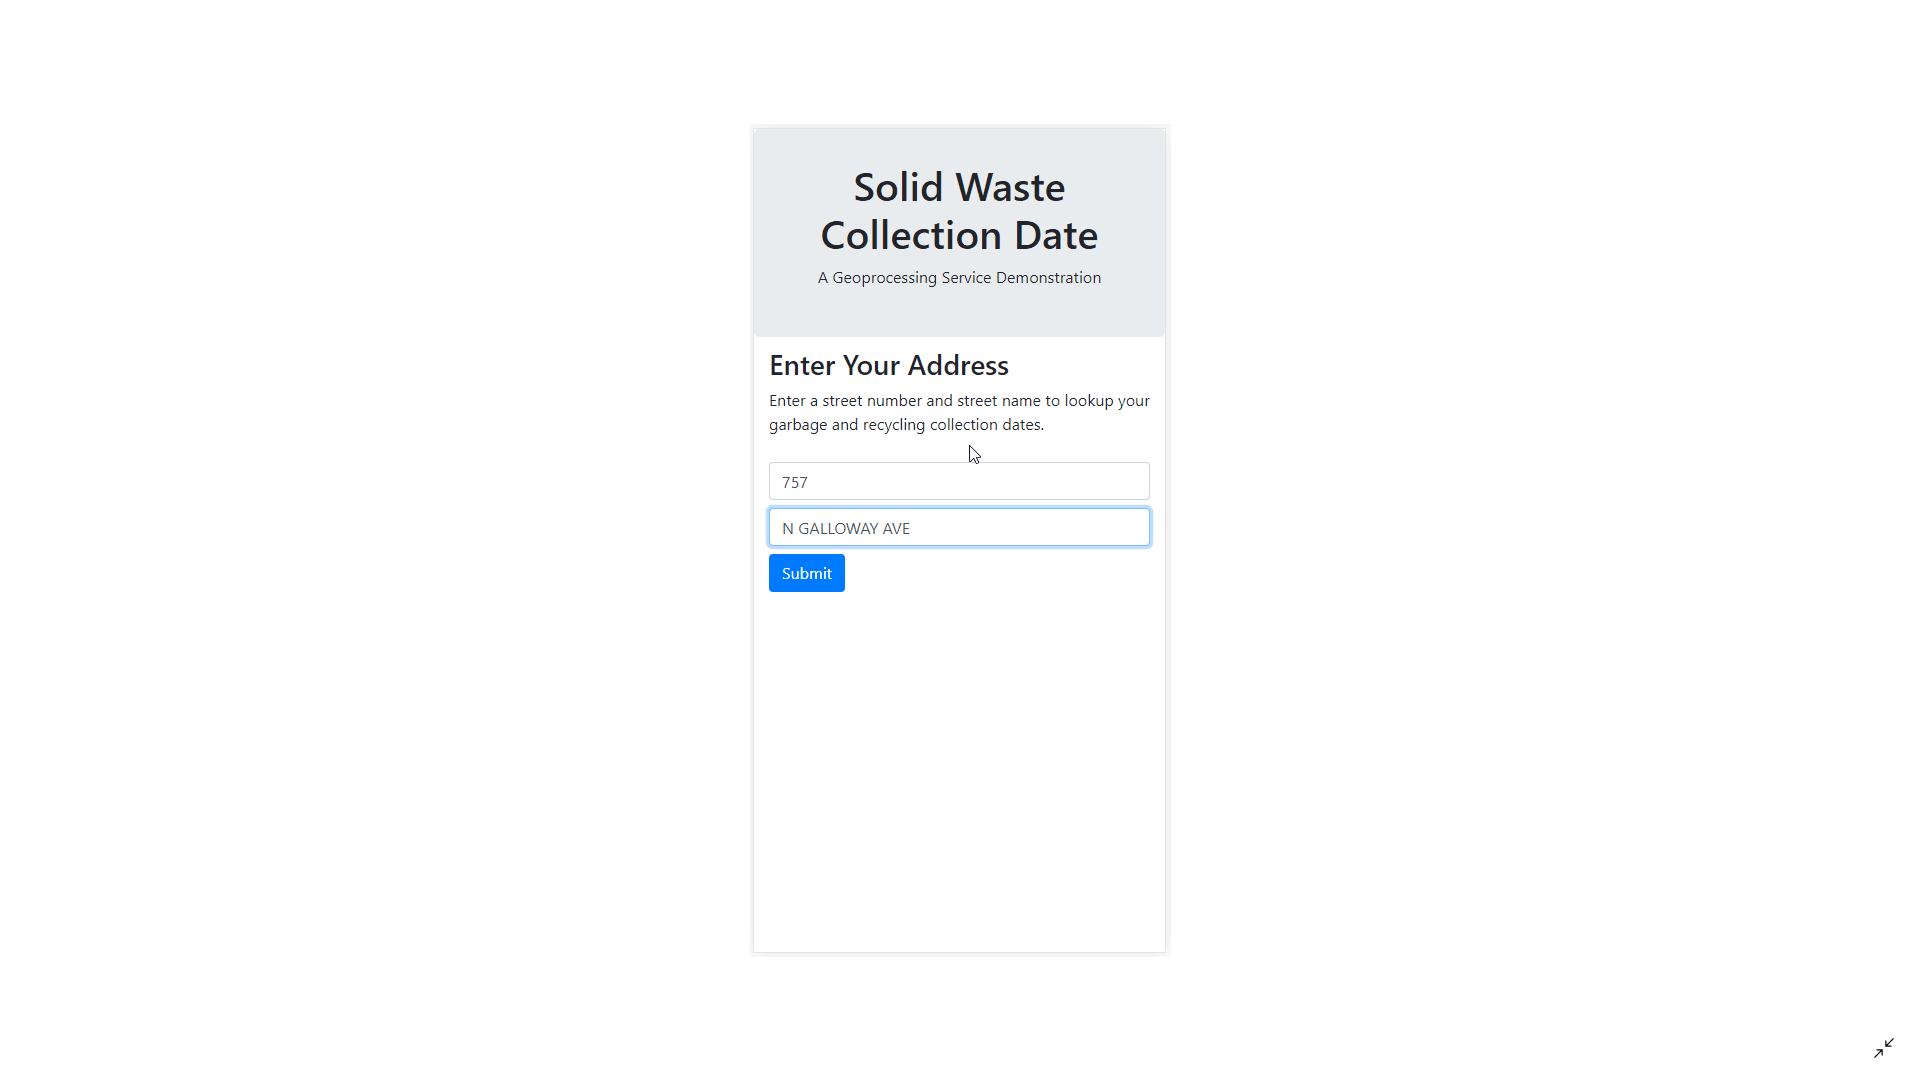 Solid Waste
Collection Date
A Geoprocessing Service Demonstration
Enter Your Address
Enter a street number and street name to lookup your
garbage and recycling collection dates.
757
N GALLOWAY AVE
Submit